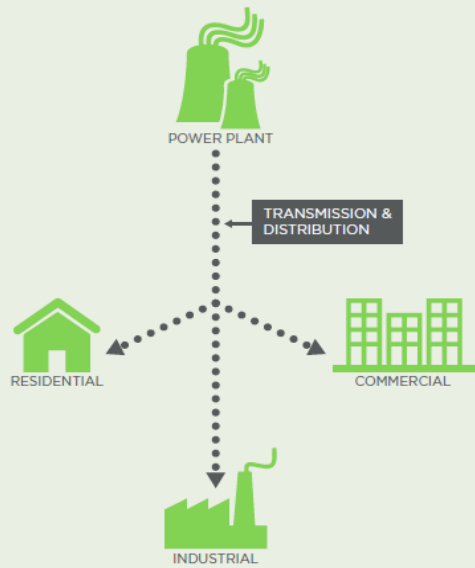 POWER PLANT
TRANSMISSION &
DISTRIBUTION
RESIDENTIAL
COMMERCIAL
INDUSTRIAL